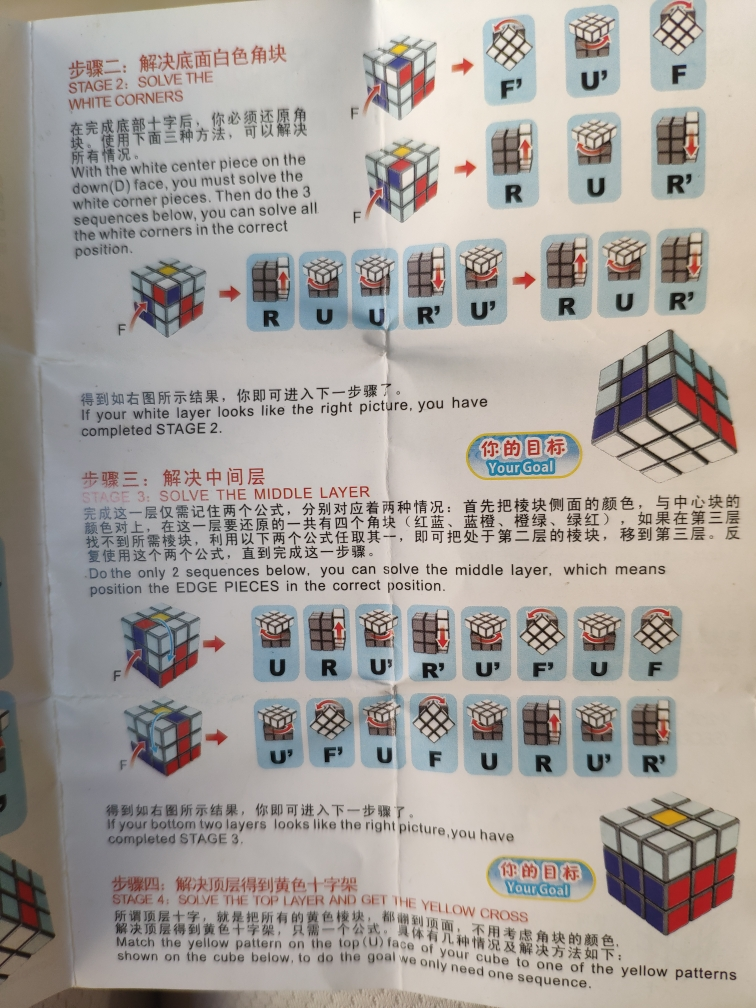 步骤二：解决底面白色角块
STAGE 2: SOLVE THE
WHITE CORNERS
在完成底部十字后，你必须还原角
块。使用下面三种方法，可以解决
所有情况。
With the white center piece on the
down(D) face, you must solve the
white corner pieces. Then do the 3
sequences below, you can solve all
the white corners in the correct
position.
F
F' U' F
F
R U R'
F
R U U R' U' R U R'
得到如右图所示结果，你即可进入下一步骤了。
If your white layer looks like the right picture, you have
completed STAGE 2.
你的目标
Your Goal
步骤三：解决中间层
STAGE 3: SOLVE THE MIDDLE LAYER
完成这一层仅需记住两个公式，分别对应着两种情况：首先把棱块侧面的颜色，与中心块的
颜色对上，在这一层要还原的一共有四个角块（红蓝、蓝橙、橙绿、绿红），如果在第三层
找不到所需棱块，利用以下两个公式任取其一，即可把处于第二层的棱块，移到第三层。反
复使用这两个公式，直到完成这一步骤。
Do the only 2 sequences below, you can solve the middle layer, which means
position the EDGE PIECES in the correct position.
F
U R U' R' U' F' U F
F
U' F' U F U R U' R'
得到如右图所示结果，你即可进入下一步骤了。
If your bottom two layers looks like the right picture,you have
completed STAGE 3.
你的目标
Your Goal
步骤四：解决顶层得到黄色十字架
STAGE 4: SOLVE THE TOP LAYER AND GET THE YELLOW CROSS
所谓顶层十字，就是把所有的黄色棱块，都翻到顶面，不用考虑角块的颜色，
解决顶层得到黄色十字架，只需一个公式。具体有几种情况及解决方法如下：
Match the yellow pattern on the top (U) face of your cube to one of the yellow patterns
shown on the cube below, to do the goal we only need one sequence.